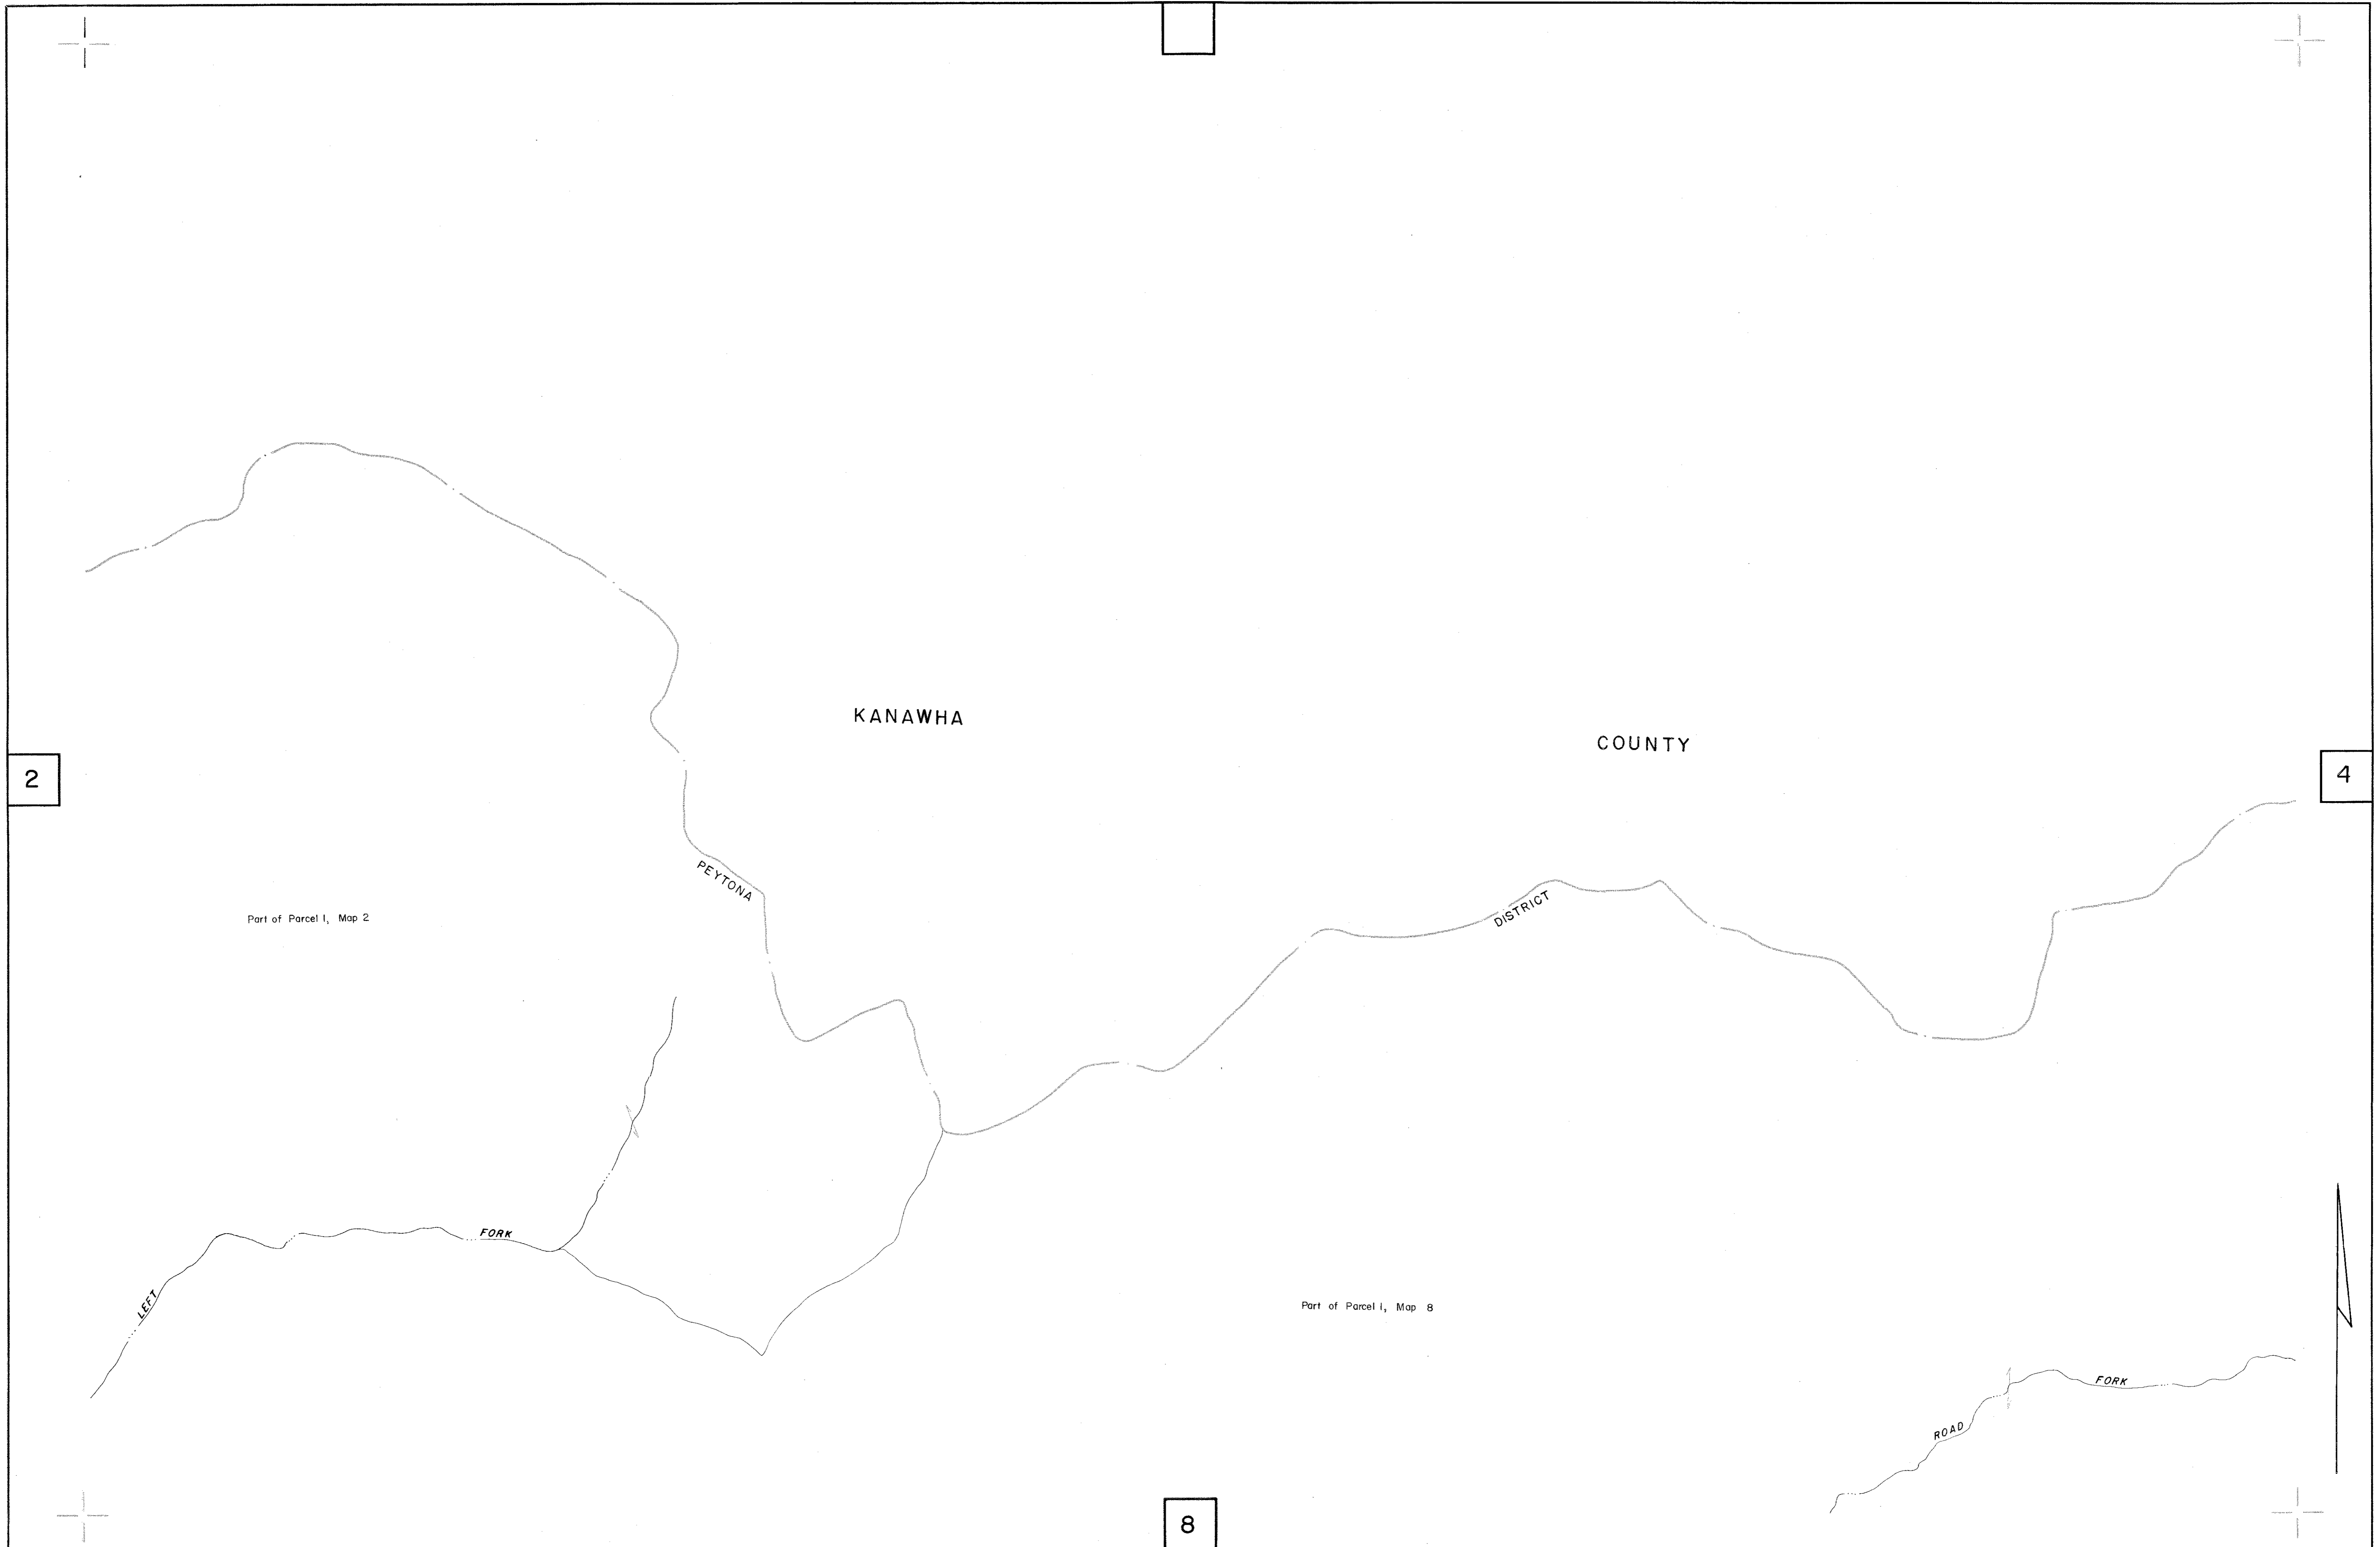 KANAWHA
COUNTY
2
4
PEYTONA
DISTRICT
Part of Parcel 1, Map 2
FORK
LEFT
Part of Parcel 1, Map 8
FORK
ROAD
8